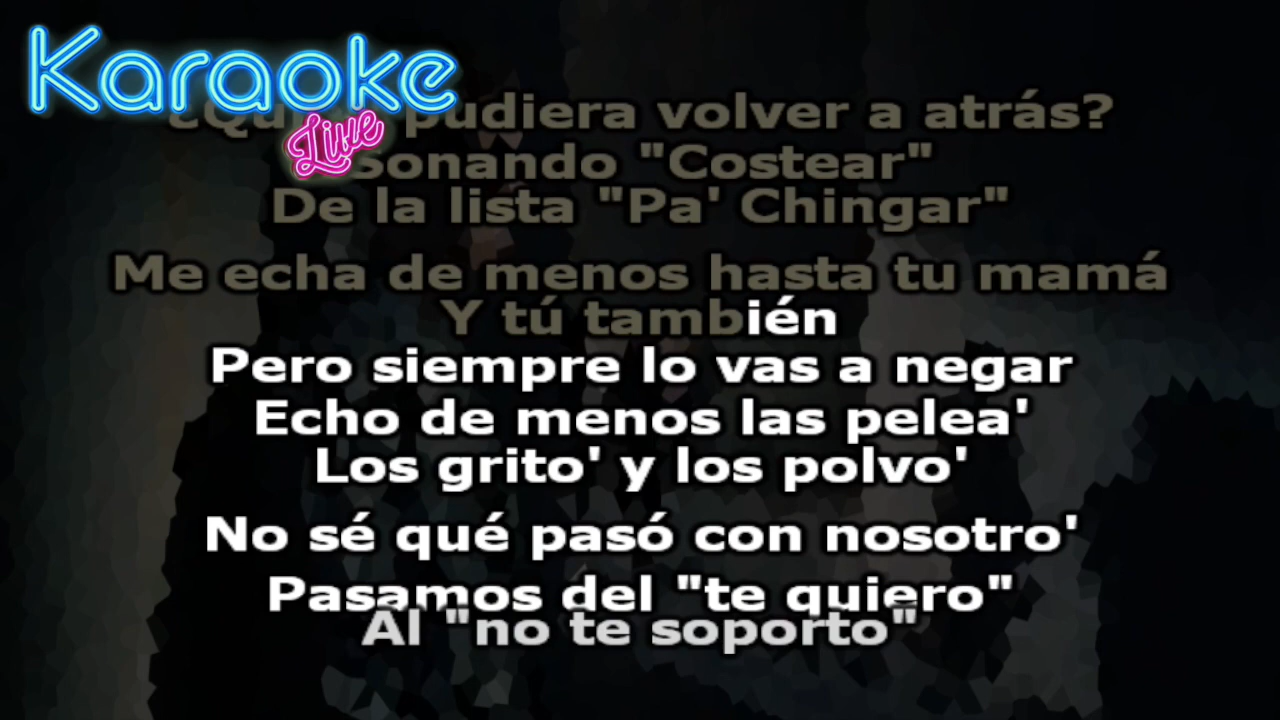 Karaoke
Live
pudiera volver a atrás?
Sonando "Costear"
De la lista "Pa' Chingar"
Me echa de menos hasta tu mamá
Y tú también
Pero siempre lo vas a negar
Echo de menos las pelea'
Los grito' y los polvo'
No sé qué pasó con nosotro'
Pasamos del "te quiero"
Al "no te soporto"